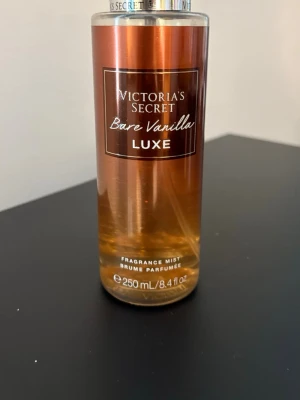 VICTORIA'S
SECRET
Bare Vanilla
LUXE
FRAGRANCE MIST
BRUME PARFUMÉE
℮ 250 mL/8.4 fl oz